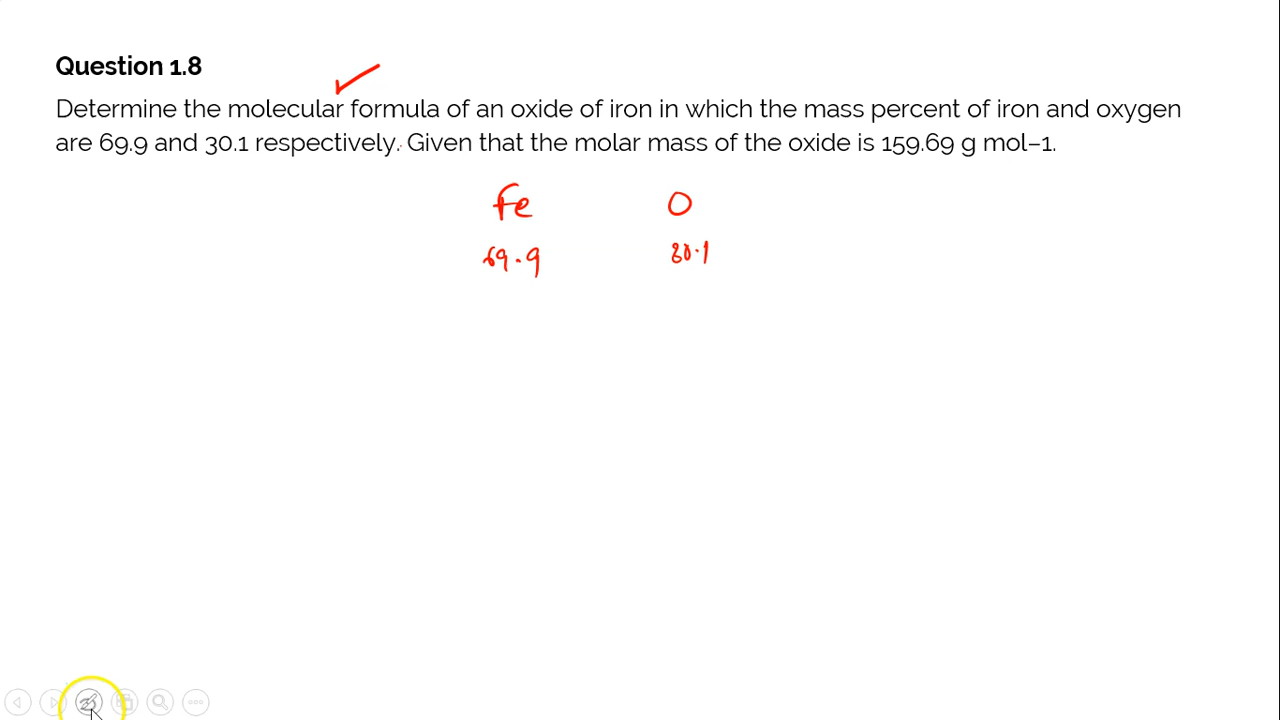 Question 1.8
Determine the molecular formula of an oxide of iron in which the mass percent of iron and oxygen
are 69.9 and 30.1 respectively. Given that the molar mass of the oxide is 159.69 g mol–1.
Fe O
69.9 30.1